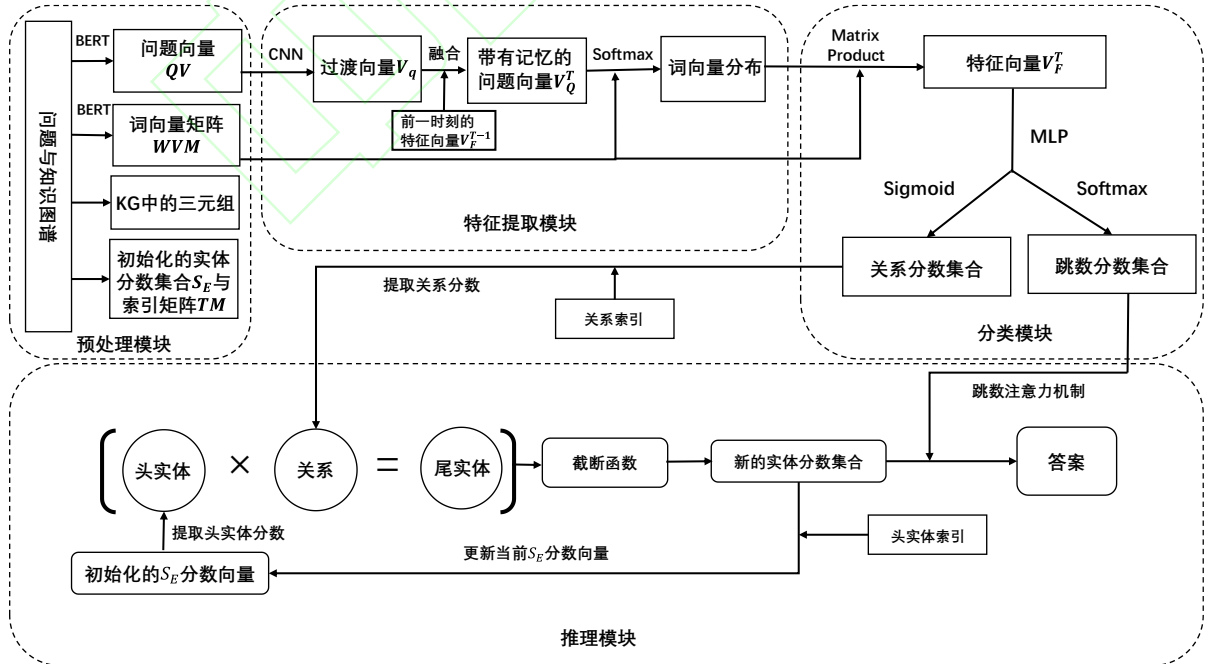 问题与知识图谱
BERT
问题向量
QV
BERT
词向量矩阵
WVM
KG中的三元组
初始化的实体
分数集合S_E与
索引矩阵TM
预处理模块
CNN
过渡向量V_q
融合
前一时刻的
特征向量V_F^{T-1}
带有记忆的
问题向量V_Q^T
Softmax
词向量分布
特征提取模块
Matrix
Product
特征向量V_F^T
MLP
Sigmoid
Softmax
关系分数集合
跳数分数集合
分类模块
提取关系分数
关系索引
跳数注意力机制
头实体
×
关系
=
尾实体
截断函数
新的实体分数集合
答案
提取头实体分数
初始化的S_E分数向量
更新当前S_E分数向量
头实体索引
推理模块